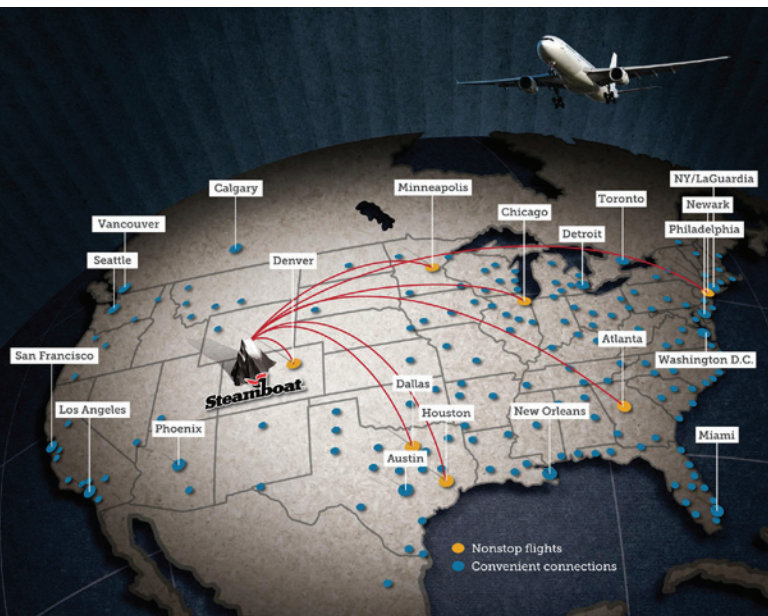 NY/LaGuardia
Calgary
Minneapolis
Toronto
Newark
Chicago
Vancouver
Detroit
Philadelphia
Seattle
Denver
Atlanta
San Francisco
Washington D.C.
Steamboat
Dallas
Los Angeles
Houston
New Orleans
Phoenix
Miami
Austin
Nonstop flights
Convenient connections